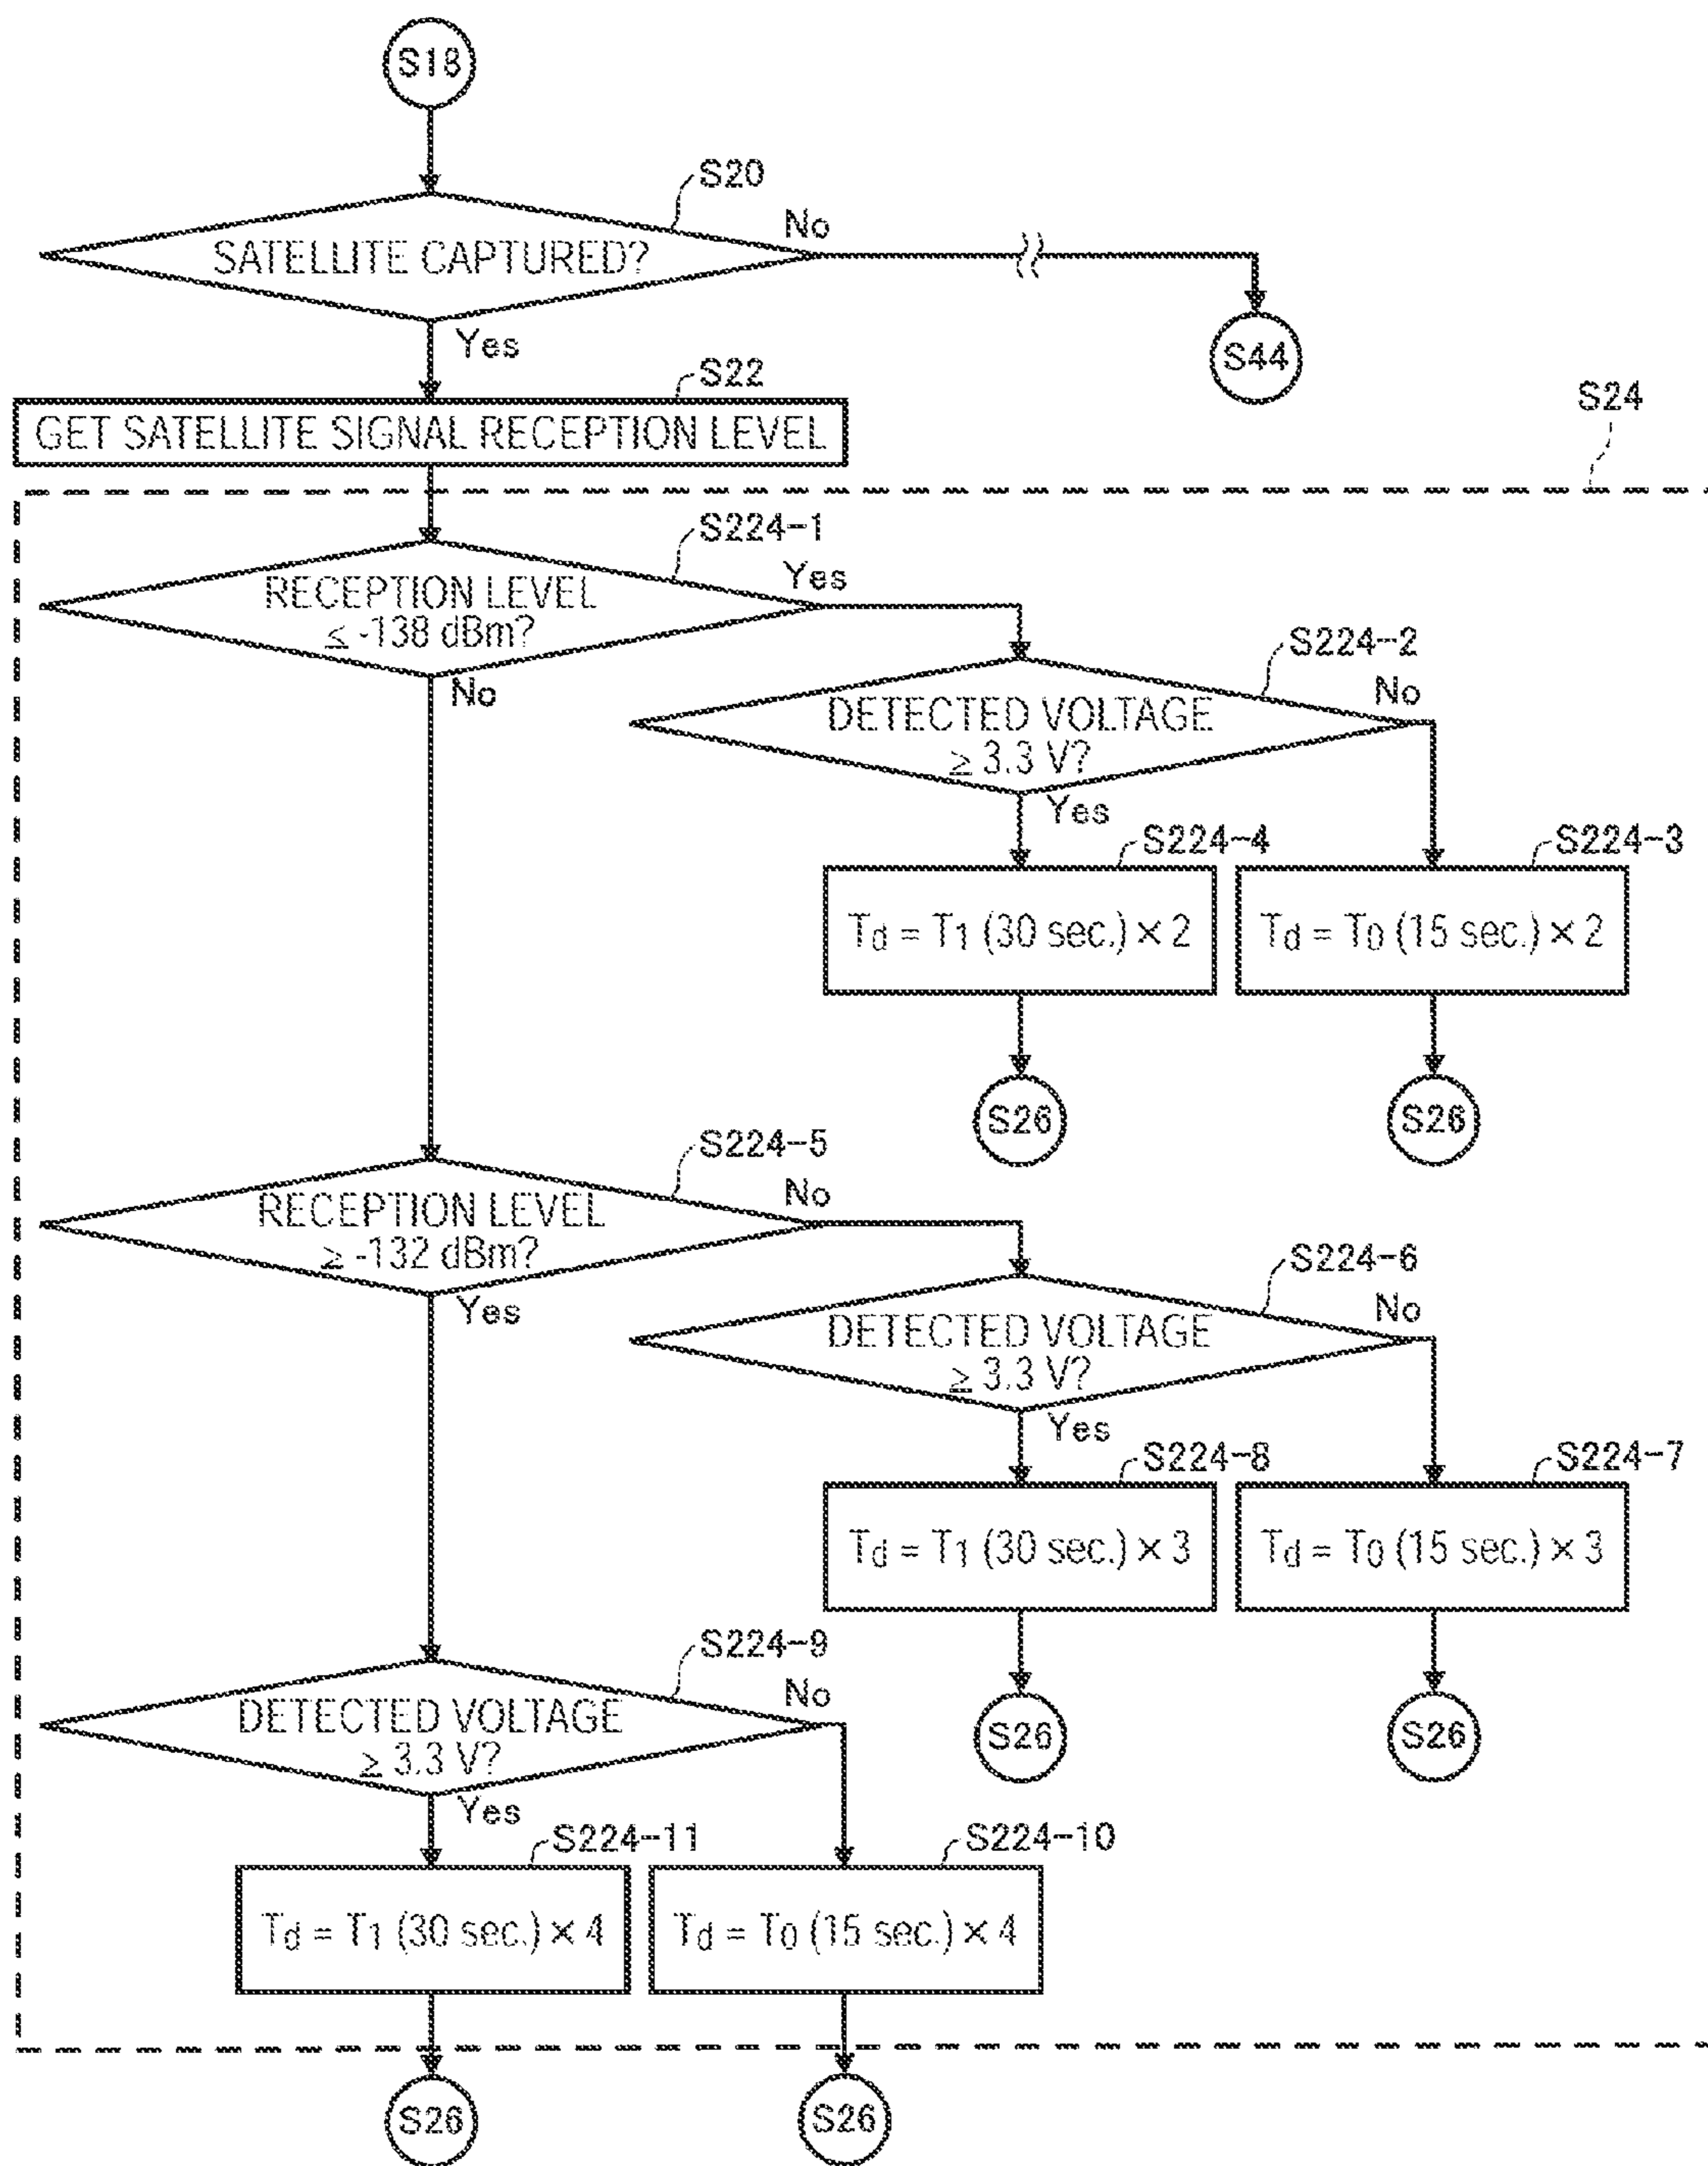 S18
S20
SATELLITE CAPTURED?
No
Yes
S44
S22
GET SATELLITE SIGNAL RECEPTION LEVEL
S24
S224-1
RECEPTION LEVEL
≤ -138 dBm?
Yes
No
S224-2
DETECTED VOLTAGE
≥ 3.3 V?
No
Yes
S224-4
Td = T1 (30 sec.) × 2
S224-3
Td = T0 (15 sec.) × 2
S26
S26
S224-5
RECEPTION LEVEL
≥ -132 dBm?
No
Yes
S224-6
DETECTED VOLTAGE
≥ 3.3 V?
No
Yes
S224-8
Td = T1 (30 sec.) × 3
S224-7
Td = T0 (15 sec.) × 3
S26
S26
S224-9
DETECTED VOLTAGE
≥ 3.3 V?
No
Yes
S224-11
Td = T1 (30 sec.) × 4
S224-10
Td = T0 (15 sec.) × 4
S26
S26